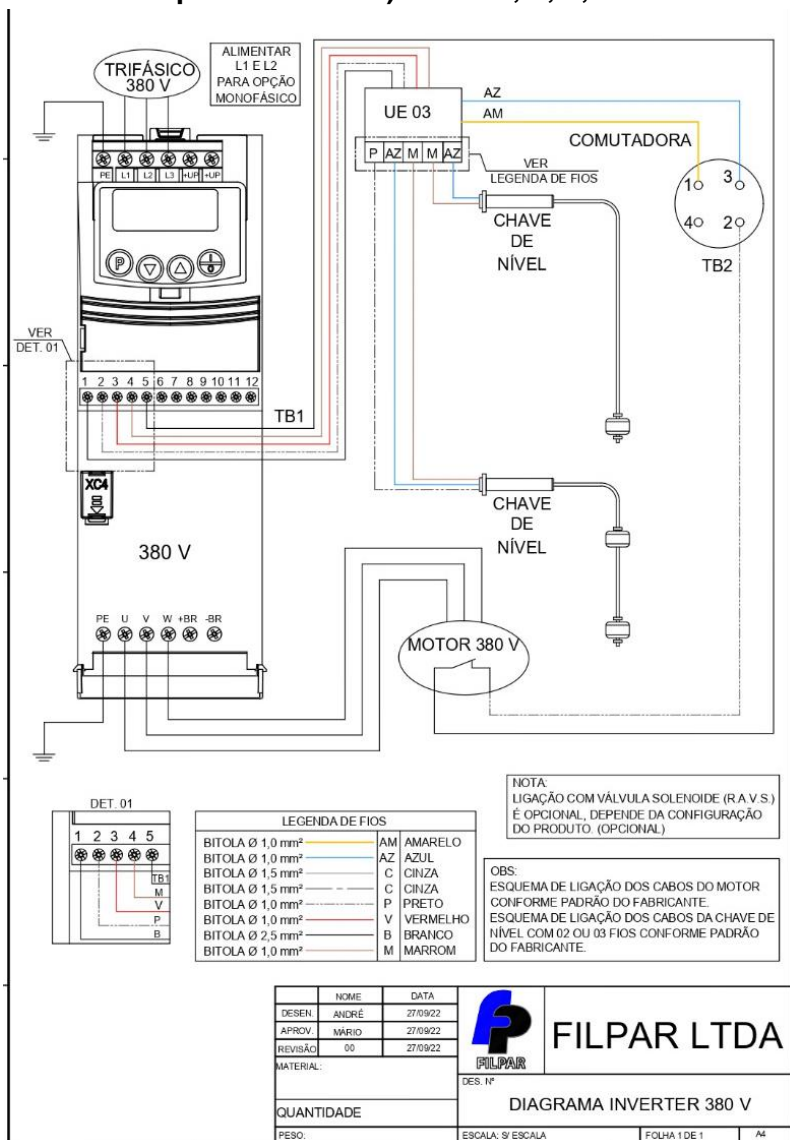 TRIFÁSICO
380 V
ALIMENTAR
L1 E L2
PARA OPÇÃO
MONOFÁSICO
PE L1 L2 L3 +UP +UP
P
UE 03
P AZ M M AZ
VER
LEGENDA DE FIOS
AZ
AM
COMUTADORA
1 3
4 2
TB2
CHAVE
DE
NÍVEL
VER
DET. 01
1 2 3 4 5 6 7 8 9 10 11 12
TB1
XC4
380 V
CHAVE
DE
NÍVEL
PE U V W +BR -BR
MOTOR 380 V
NOTA:
LIGAÇÃO COM VÁLVULA SOLENOIDE (R.A.V.S.)
É OPCIONAL, DEPENDE DA CONFIGURAÇÃO
DO PRODUTO. (OPCIONAL)
DET. 01
1 2 3 4 5
TB1
M
V
P
B
LEGENDA DE FIOS
BITOLA Ø 1,0 mm² AM AMARELO
BITOLA Ø 1,0 mm² AZ AZUL
BITOLA Ø 1,5 mm² C CINZA
BITOLA Ø 1,5 mm² C CINZA
BITOLA Ø 1,0 mm² P PRETO
BITOLA Ø 1,0 mm² V VERMELHO
BITOLA Ø 2,5 mm² B BRANCO
BITOLA Ø 1,0 mm² M MARROM
OBS:
ESQUEMA DE LIGAÇÃO DOS CABOS DO MOTOR
CONFORME PADRÃO DO FABRICANTE.
ESQUEMA DE LIGAÇÃO DOS CABOS DA CHAVE DE
NÍVEL COM 02 OU 03 FIOS CONFORME PADRÃO
DO FABRICANTE.
NOME DATA
DESEN. ANDRÉ 27/09/22
APROV. MÁRIO 27/09/22
REVISÃO 00 27/09/22
MATERIAL:
QUANTIDADE
PESO:
FILPAR
FILPAR LTDA
DES. Nº
DIAGRAMA INVERTER 380 V
ESCALA: S/ ESCALA
FOLHA 1 DE 1
A4